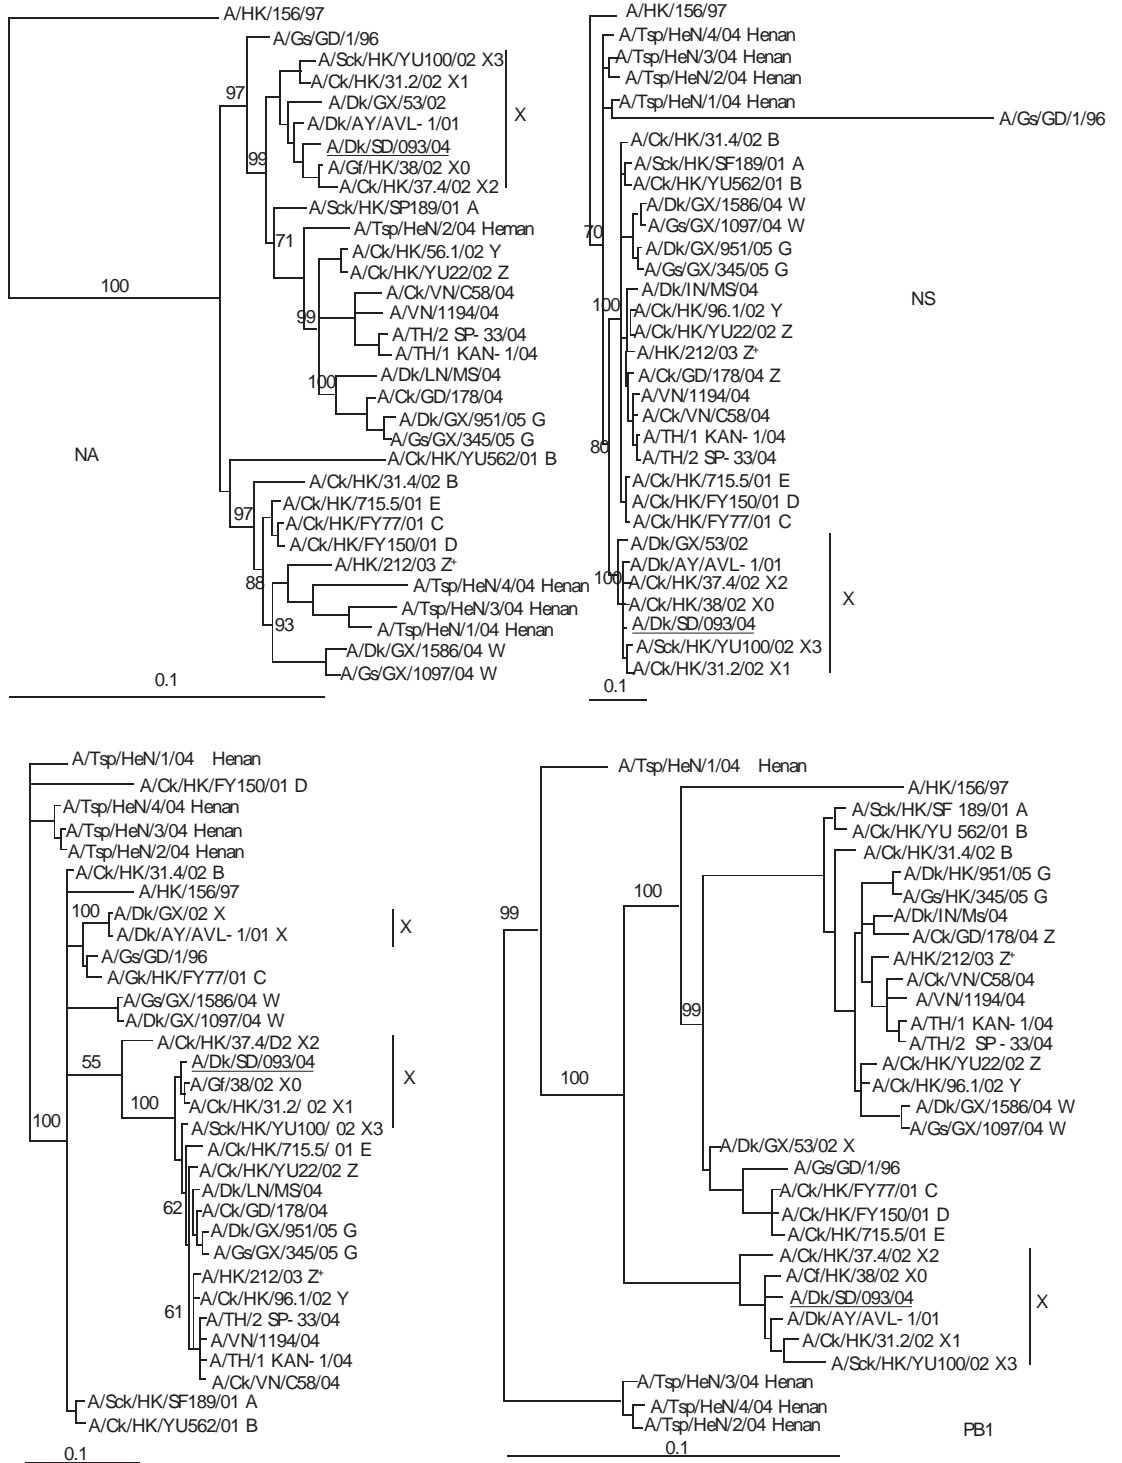 A/HK/156/97
A/Gs/GD/1/96
A/Sck/HK/YU100/02 X3
A/Ck/HK/31.2/02 X1
97
A/Dk/GX/53/02
X
A/Dk/AY/AVL- 1/01
A/Dk/SD/093/04
99
A/Gf/HK/38/02 X0
A/Ck/HK/37.4/02 X2
A/Sck/HK/SP189/01 A
A/Tsp/HeN/2/04 Heman
71
A/Ck/HK/56.1/02 Y
A/Ck/HK/YU22/02 Z
100
A/Ck/VN/C58/04
99
A/VN/1194/04
A/TH/2 SP- 33/04
A/TH/1 KAN- 1/04
100
A/Dk/LN/MS/04
A/Ck/GD/178/04
A/Dk/GX/951/05 G
A/Gs/GX/345/05 G
NA
A/Ck/HK/YU562/01 B
A/Ck/HK/31.4/02 B
97
A/Ck/HK/715.5/01 E
A/Ck/HK/FY77/01 C
A/Ck/HK/FY150/01 D
88
A/HK/212/03 Z+
A/Tsp/HeN/4/04 Henan
A/Tsp/HeN/3/04 Henan
93
A/Tsp/HeN/1/04 Henan
A/Dk/GX/1586/04 W
A/Gs/GX/1097/04 W
0.1
A/HK/156/97
A/Tsp/HeN/4/04 Henan
A/Tsp/HeN/3/04 Henan
A/Tsp/HeN/2/04 Henan
A/Tsp/HeN/1/04 Henan
A/Gs/GD/1/96
A/Ck/HK/31.4/02 B
A/Sck/HK/SF189/01 A
A/Ck/HK/YU562/01 B
A/Dk/GX/1586/04 W
A/Gs/GX/1097/04 W
70
A/Dk/GX/951/05 G
A/Gs/GX/345/05 G
A/Dk/IN/MS/04
NS
100
A/Ck/HK/96.1/02 Y
A/Ck/HK/YU22/02 Z
A/HK/212/03 Z+
A/Ck/GD/178/04 Z
A/VN/1194/04
A/Ck/VN/C58/04
A/TH/1 KAN- 1/04
80
A/TH/2 SP- 33/04
A/Ck/HK/715.5/01 E
A/Ck/HK/FY150/01 D
A/Ck/HK/FY77/01 C
A/Dk/GX/53/02
A/Dk/AY/AVL- 1/01
100
A/Ck/HK/37.4/02 X2
A/Ck/HK/38/02 X0
X
A/Dk/SD/093/04
A/Sck/HK/YU100/02 X3
A/Ck/HK/31.2/02 X1
0.1
A/Tsp/HeN/1/04 Henan
A/Ck/HK/FY150/01 D
A/Tsp/HeN/4/04 Henan
A/Tsp/HeN/3/04 Henan
A/Tsp/HeN/2/04 Henan
A/Ck/HK/31.4/02 B
A/HK/156/97
100
A/Dk/GX/02 X
X
A/Dk/AY/AVL- 1/01 X
A/Gs/GD/1/96
A/Gk/HK/FY77/01 C
A/Gs/GX/1586/04 W
A/Dk/GX/1097/04 W
A/Ck/HK/37.4/D2 X2
55
A/Dk/SD/093/04
X
A/Gf/38/02 X0
100
A/Ck/HK/31.2/ 02 X1
100
A/Sck/HK/YU100/ 02 X3
A/Ck/HK/715.5/ 01 E
A/Ck/HK/YU22/02 Z
A/Dk/LN/MS/04
62
A/Ck/GD/178/04
A/Dk/GX/951/05 G
A/Gs/GX/345/05 G
A/HK/212/03 Z+
A/Ck/HK/96.1/02 Y
61
A/TH/2 SP- 33/04
A/VN/1194/04
A/TH/1 KAN- 1/04
A/Ck/VN/C58/04
A/Sck/HK/SF189/01 A
A/Ck/HK/YU562/01 B
0.1
A/Tsp/HeN/1/04 Henan
A/HK/156/97
A/Sck/HK/SF 189/01 A
A/Ck/HK/YU 562/01 B
A/Ck/HK/31.4/02 B
A/Dk/HK/951/05 G
100
A/Gs/HK/345/05 G
99
A/Dk/IN/Ms/04
A/Ck/GD/178/04 Z
A/HK/212/03 Z+
A/Ck/VN/C58/04
A/VN/1194/04
99
A/TH/1 KAN- 1/04
A/TH/2 SP - 33/04
A/Ck/HK/YU22/02 Z
100
A/Ck/HK/96.1/02 Y
A/Dk/GX/1586/04 W
A/Gs/GX/1097/04 W
A/Dk/GX/53/02 X
A/Gs/GD/1/96
A/Ck/HK/FY77/01 C
A/Ck/HK/FY150/01 D
A/Ck/HK/715.5/01 E
A/Ck/HK/37.4/02 X2
A/Cf/HK/38/02 X0
A/Dk/SD/093/04
X
A/Dk/AY/AVL- 1/01
A/Ck/HK/31.2/02 X1
A/Sck/HK/YU100/02 X3
A/Tsp/HeN/3/04 Henan
A/Tsp/HeN/4/04 Henan
A/Tsp/HeN/2/04 Henan
PB1
0.1